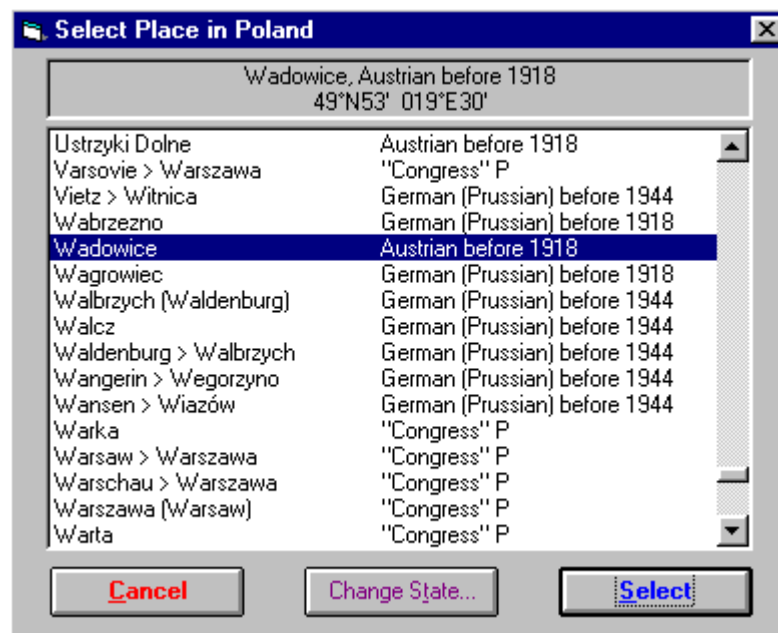 Select Place in Poland
Wadowice, Austrian before 1918
49°N53' 019°E30'
Ustrzyki Dolne Austrian before 1918
Varsovie > Warszawa "Congress" P
Vietz > Witnica German (Prussian) before 1944
Wabrzezno German (Prussian) before 1918
Wadowice Austrian before 1918
Wagrowiec German (Prussian) before 1918
Walbrzych (Waldenburg) German (Prussian) before 1944
Walcz German (Prussian) before 1944
Waldenburg > Walbrzych German (Prussian) before 1944
Wangerin > Wegorzyno German (Prussian) before 1944
Wansen > Wiazów German (Prussian) before 1944
Warka "Congress" P
Warsaw > Warszawa "Congress" P
Warschau > Warszawa "Congress" P
Warszawa (Warsaw) "Congress" P
Warta "Congress" P
Cancel Change State... Select